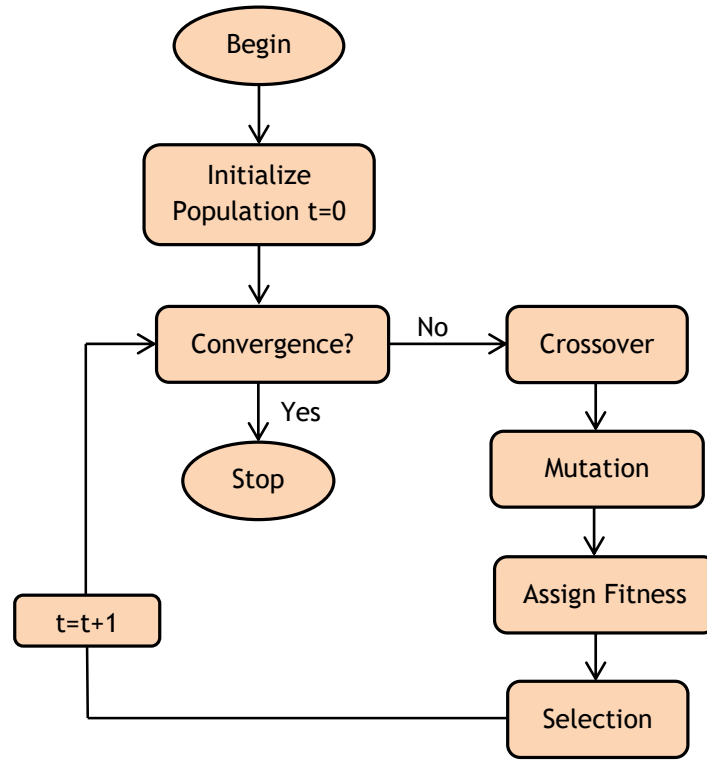 Begin
Initialize
Population t=0
Convergence?
No
Crossover
Yes
Mutation
Stop
Assign Fitness
t=t+1
Selection